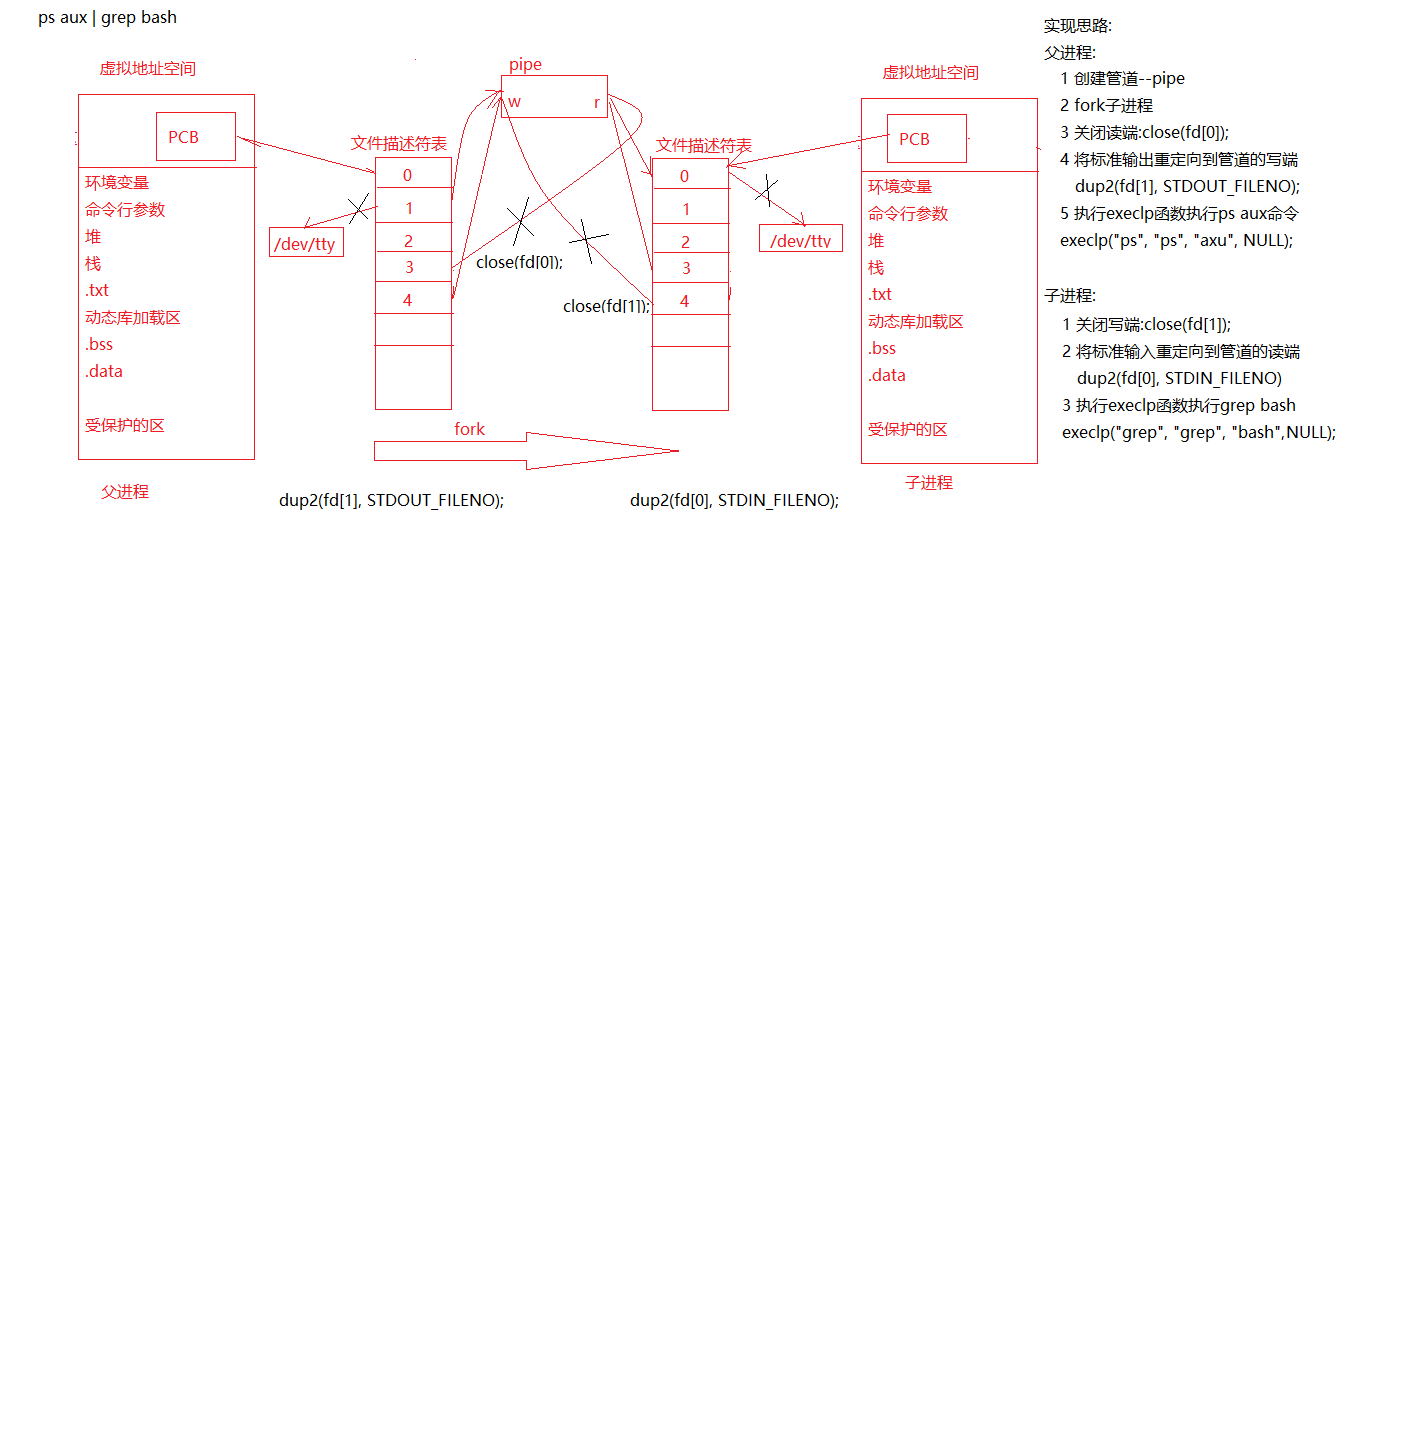 ps aux | grep bash
虚拟地址空间
PCB
环境变量
命令行参数
堆
栈
.txt
动态库加载区
.bss
.data
受保护的区
父进程
/dev/tty
文件描述符表
0
1
2
3
4
pipe
w
r
close(fd[0]);
close(fd[1]);
fork
dup2(fd[1], STDOUT_FILENO);
文件描述符表
0
1
2
3
4
dup2(fd[0], STDIN_FILENO);
/dev/tty
虚拟地址空间
PCB
环境变量
命令行参数
堆
栈
.txt
动态库加载区
.bss
.data
受保护的区
子进程
实现思路:
父进程:
1 创建管道--pipe
2 fork子进程
3 关闭读端:close(fd[0]);
4 将标准输出重定向到管道的写端
dup2(fd[1], STDOUT_FILENO);
5 执行execlp函数执行ps aux命令
execlp("ps", "ps", "axu", NULL);
子进程:
1 关闭写端:close(fd[1]);
2 将标准输入重定向到管道的读端
dup2(fd[0], STDIN_FILENO)
3 执行execlp函数执行grep bash
execlp("grep", "grep", "bash",NULL);